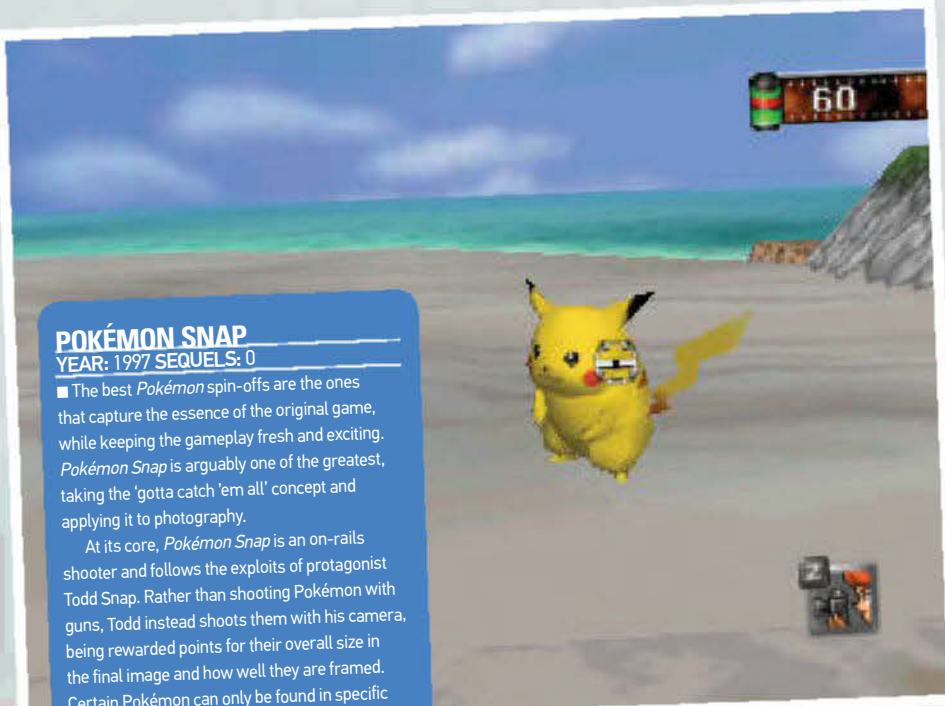 60
POKÉMON SNAP
YEAR: 1997 SEQUELS: 0
■ The best Pokémon spin-offs are the ones
that capture the essence of the original game,
while keeping the gameplay fresh and exciting.
Pokémon Snap is arguably one of the greatest,
taking the ‘gotta catch ’em all’ concept and
applying it to photography.
At its core, Pokémon Snap is an on-rails
shooter and follows the exploits of protagonist
Todd Snap. Rather than shooting Pokémon with
guns, Todd instead shoots them with his camera,
being rewarded points for their overall size in
the final image and how well they are framed.
Certain Pokémon can only be found in specific
Z